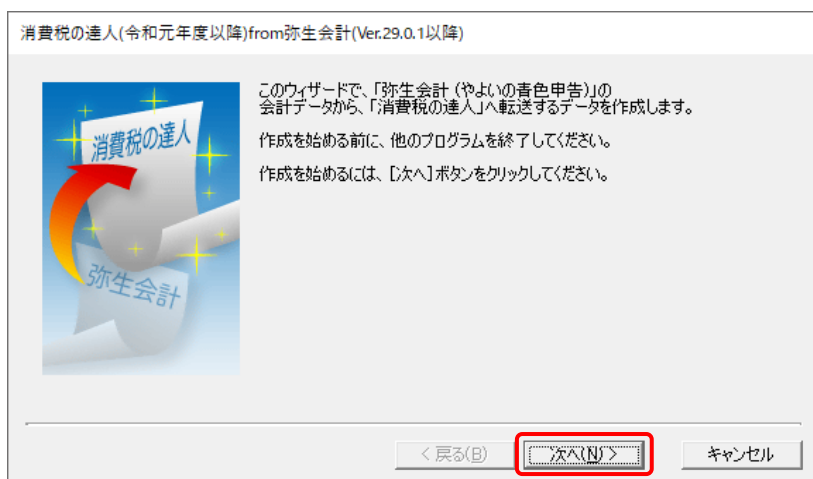 消費税の達人(令和元年度以降)from弥生会計(Ver.29.0.1以降)
消費税の達人
弥生会計
このウィザードで、「弥生会計（やよいの青色申告）」の
会計データから、「消費税の達人」へ転送するデータを作成します。
作成を始める前に、他のプログラムを終了してください。
作成を始めるには、[次へ]ボタンをクリックしてください。
< 戻る(B)
次へ(N) >
キャンセル